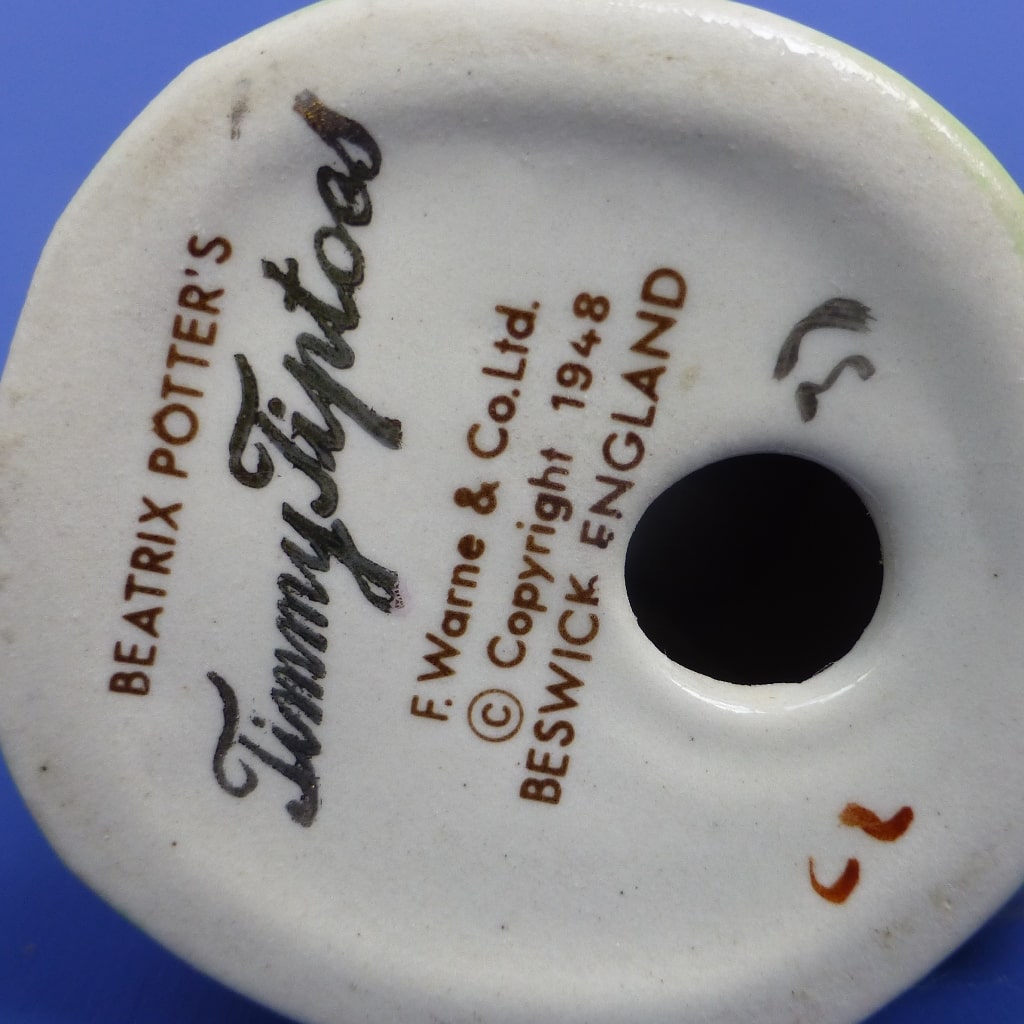 BEATRIX POTTER'S
Timmy Tiptoes
F. Warne & Co.Ltd.
© Copyright 1948
BESWICK ENGLAND